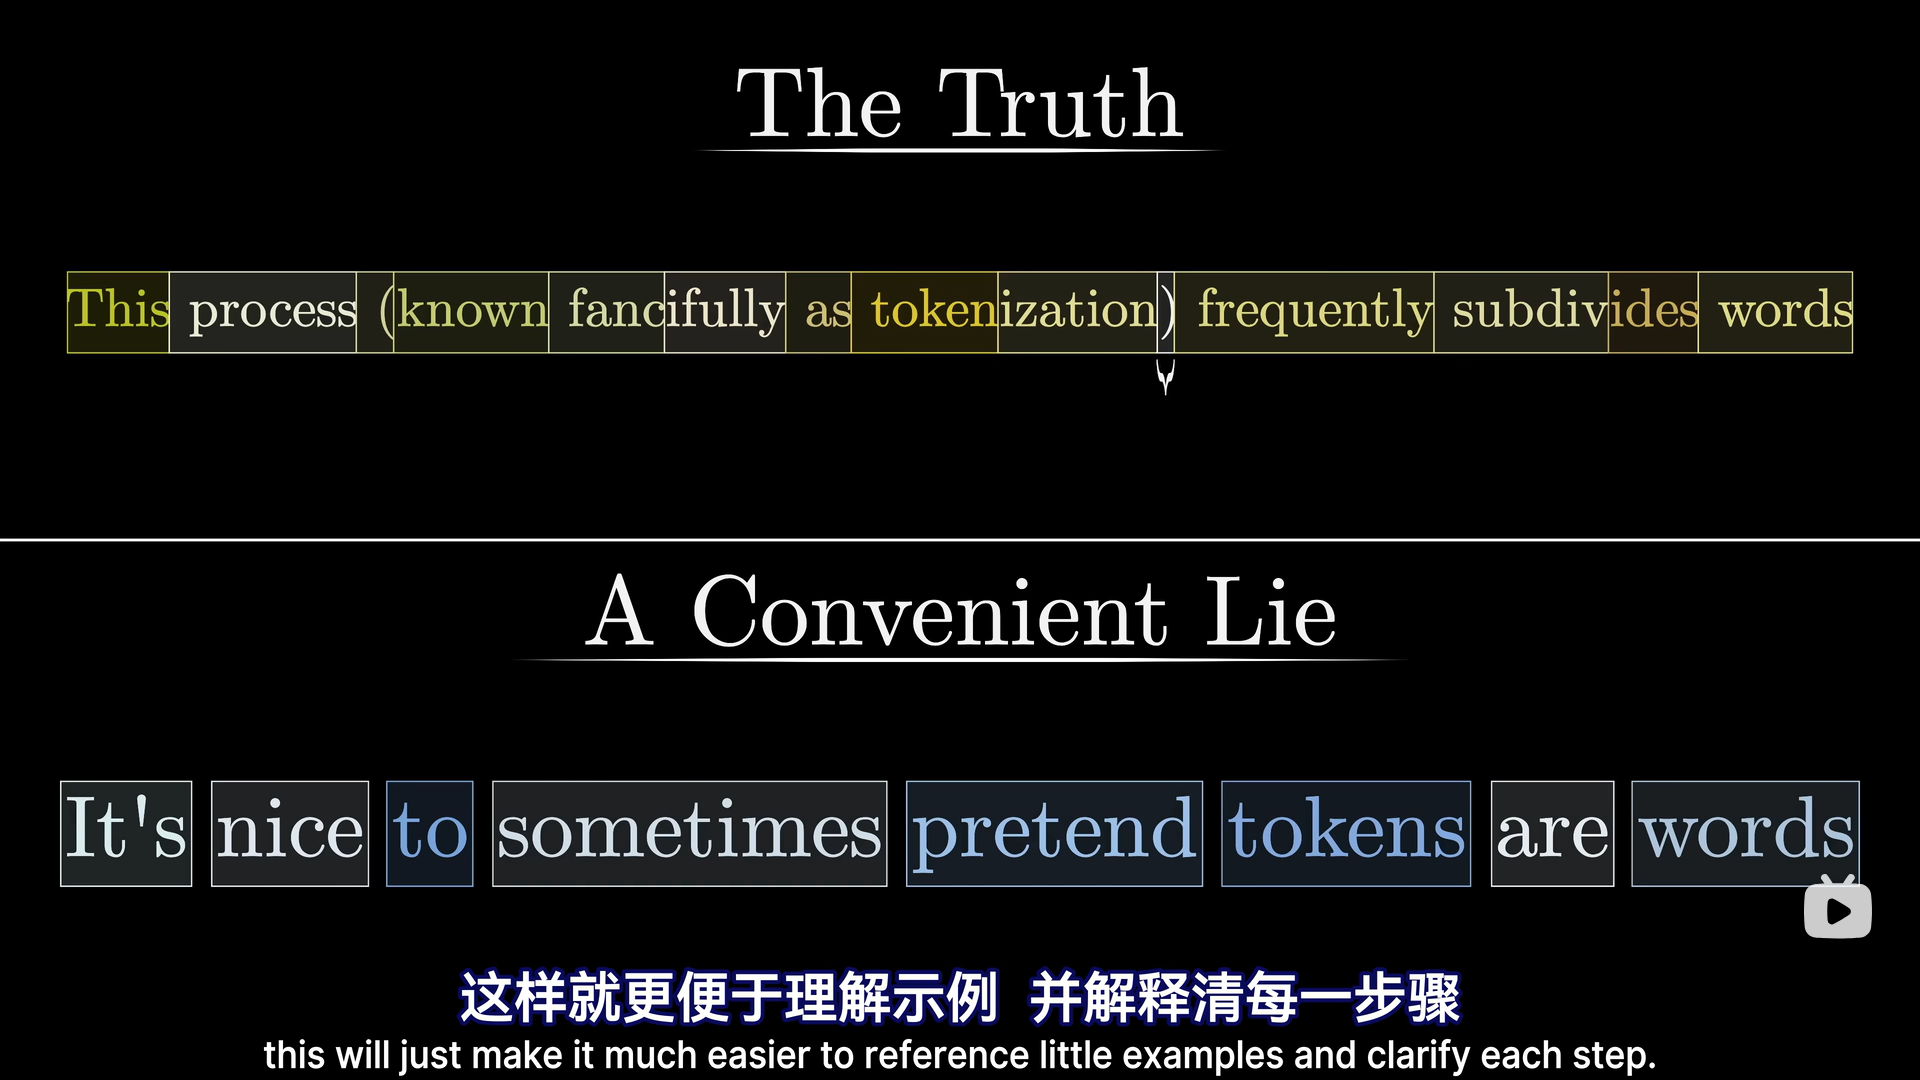 The Truth
This process (known fancifully as tokenization) frequently subdivides words
A Convenient Lie
It's nice to sometimes pretend tokens are words
这样就更便于理解示例 并解释清每一步骤
this will just make it much easier to reference little examples and clarify each step.